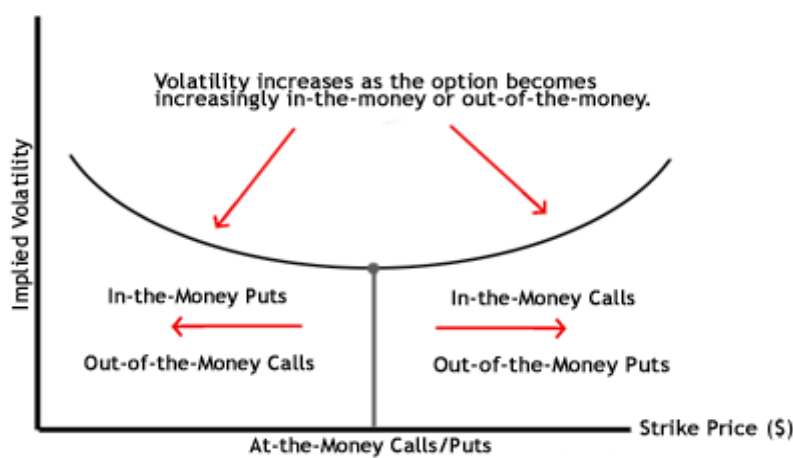 Volatility increases as the option becomes
increasingly in-the-money or out-of-the-money.
Implied Volatility
In-the-Money Puts
In-the-Money Calls
Out-of-the-Money Calls
Out-of-the-Money Puts
Strike Price ($)
At-the-Money Calls/Puts